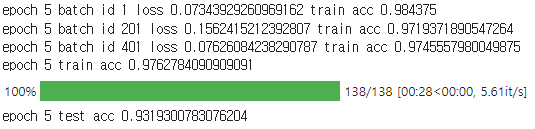 epoch 5 batch id 1 loss 0.07343929260969162 train acc 0.984375
epoch 5 batch id 201 loss 0.1562415212392807 train acc 0.9719371890547264
epoch 5 batch id 401 loss 0.07626084238290787 train acc 0.9745557980049875
epoch 5 train acc 0.9762784090909091
100% 138/138 [00:28<00:00, 5.61it/s]
epoch 5 test acc 0.9319300783076204